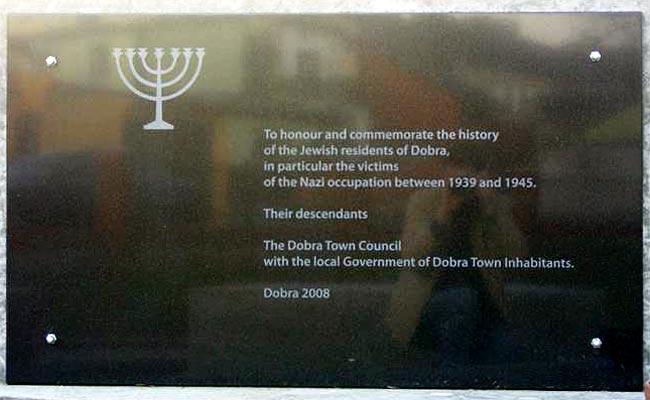 To honour and commemorate the history
of the Jewish residents of Dobra,
in particular the victims
of the Nazi occupation between 1939 and 1945.
Their descendants
The Dobra Town Council
with the local Government of Dobra Town Inhabitants.
Dobra 2008